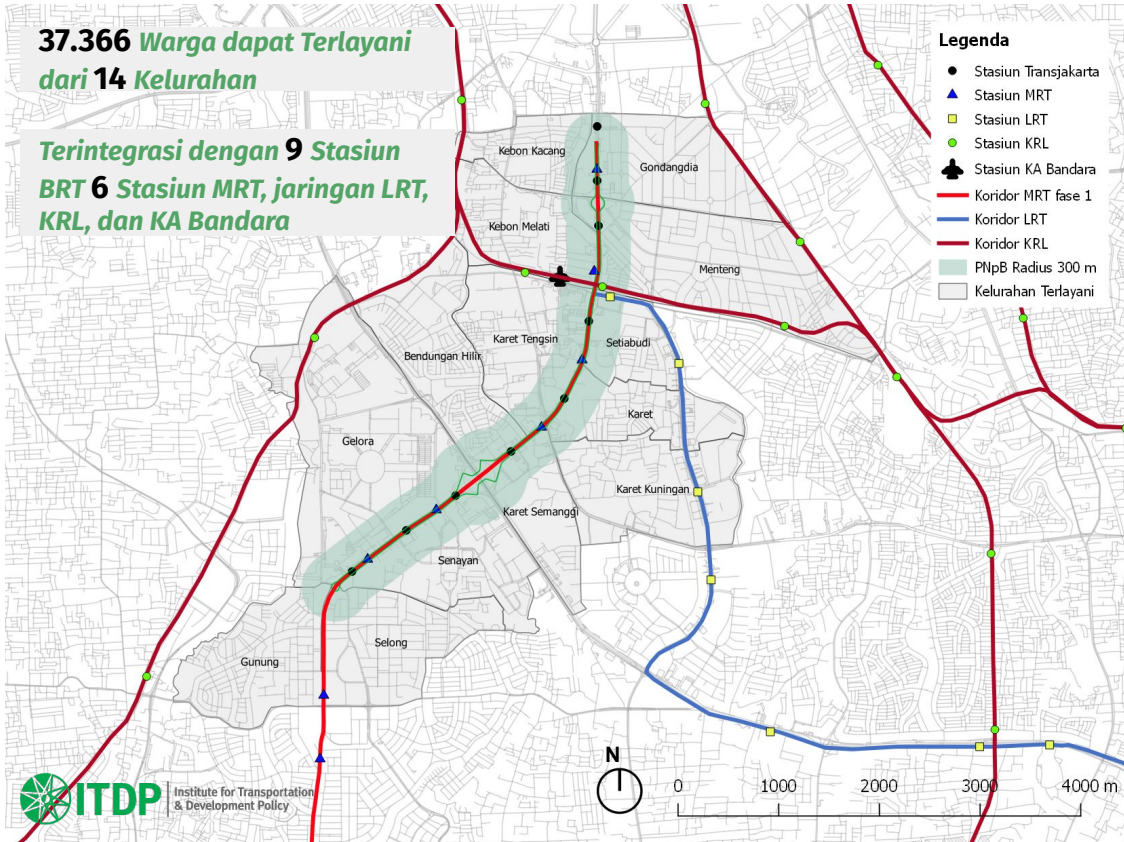 37.366 Warga dapat Terlayani
dari 14 Kelurahan
Terintegrasi dengan 9 Stasiun
BRT 6 Stasiun MRT, jaringan LRT,
KRL, dan KA Bandara
Legenda
Stasiun Transjakarta
Stasiun MRT
Stasiun LRT
Stasiun KRL
Stasiun KA Bandara
Koridor MRT fase 1
Koridor LRT
Koridor KRL
PNpB Radius 300 m
Kelurahan Terlayani
Kebon Kacang
Gondangdia
Kebon Melati
Menteng
Karet Tengsin
Setiabudi
Bendungan Hilir
Karet
Gelora
Karet Kuningan
Karet Semanggi
Senayan
Selong
Gunung
N
0 1000 2000 3000 4000 m
ITDP
Institute for Transportation
& Development Policy